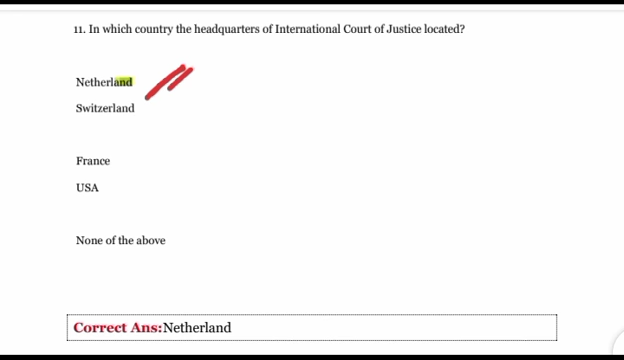 11. In which country the headquarters of International Court of Justice located?
Netherland
Switzerland
France
USA
None of the above
Correct Ans:Netherland